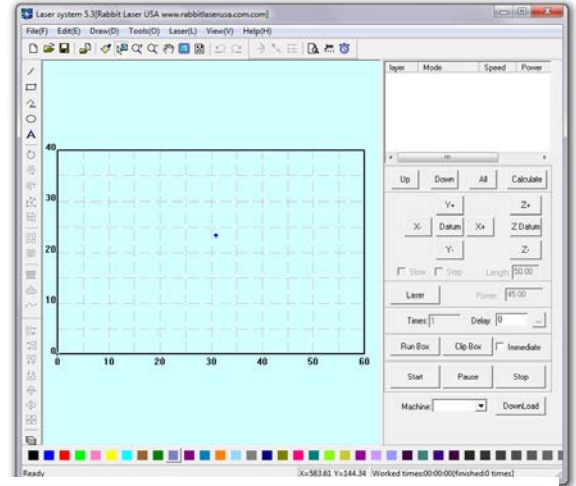 Laser system 5.3[Rabbit Laser USA www.rabbitlaserusa.com.com]
File(F) Edit(E) Draw(D) Tools(O) Laser(L) View(V) Help(H)
A
layer Mode Speed Power
Up Down All Calculate
Y+ Z+
X- Datum X+ Z Datum
Y- Z-
Slow Step Length: 50.00
Laser Power: 45.00
Times: 1 Delay: 0 ...
Run Box Clip Box Immediate
Start Pause Stop
Machine: DownLoad
40
30
20
10
0
0 10 20 30 40 50 60
Ready X=583.61 Y=144.34 Worked times:00:00:00[finished:0 times]